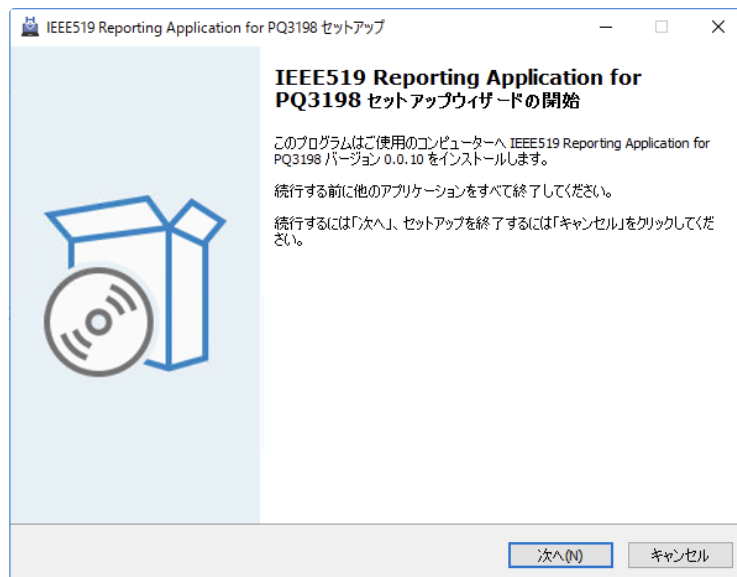 IEEE519 Reporting Application for PQ3198 セットアップ
IEEE519 Reporting Application for
PQ3198 セットアップウィザードの開始
このプログラムはご使用のコンピューターへ IEEE519 Reporting Application for
PQ3198 バージョン 0.0.10 をインストールします。
続行する前に他のアプリケーションをすべて終了してください。
続行するには「次へ」、セットアップを終了するには「キャンセル」をクリックしてくだ
さい。
次へ(N)
キャンセル